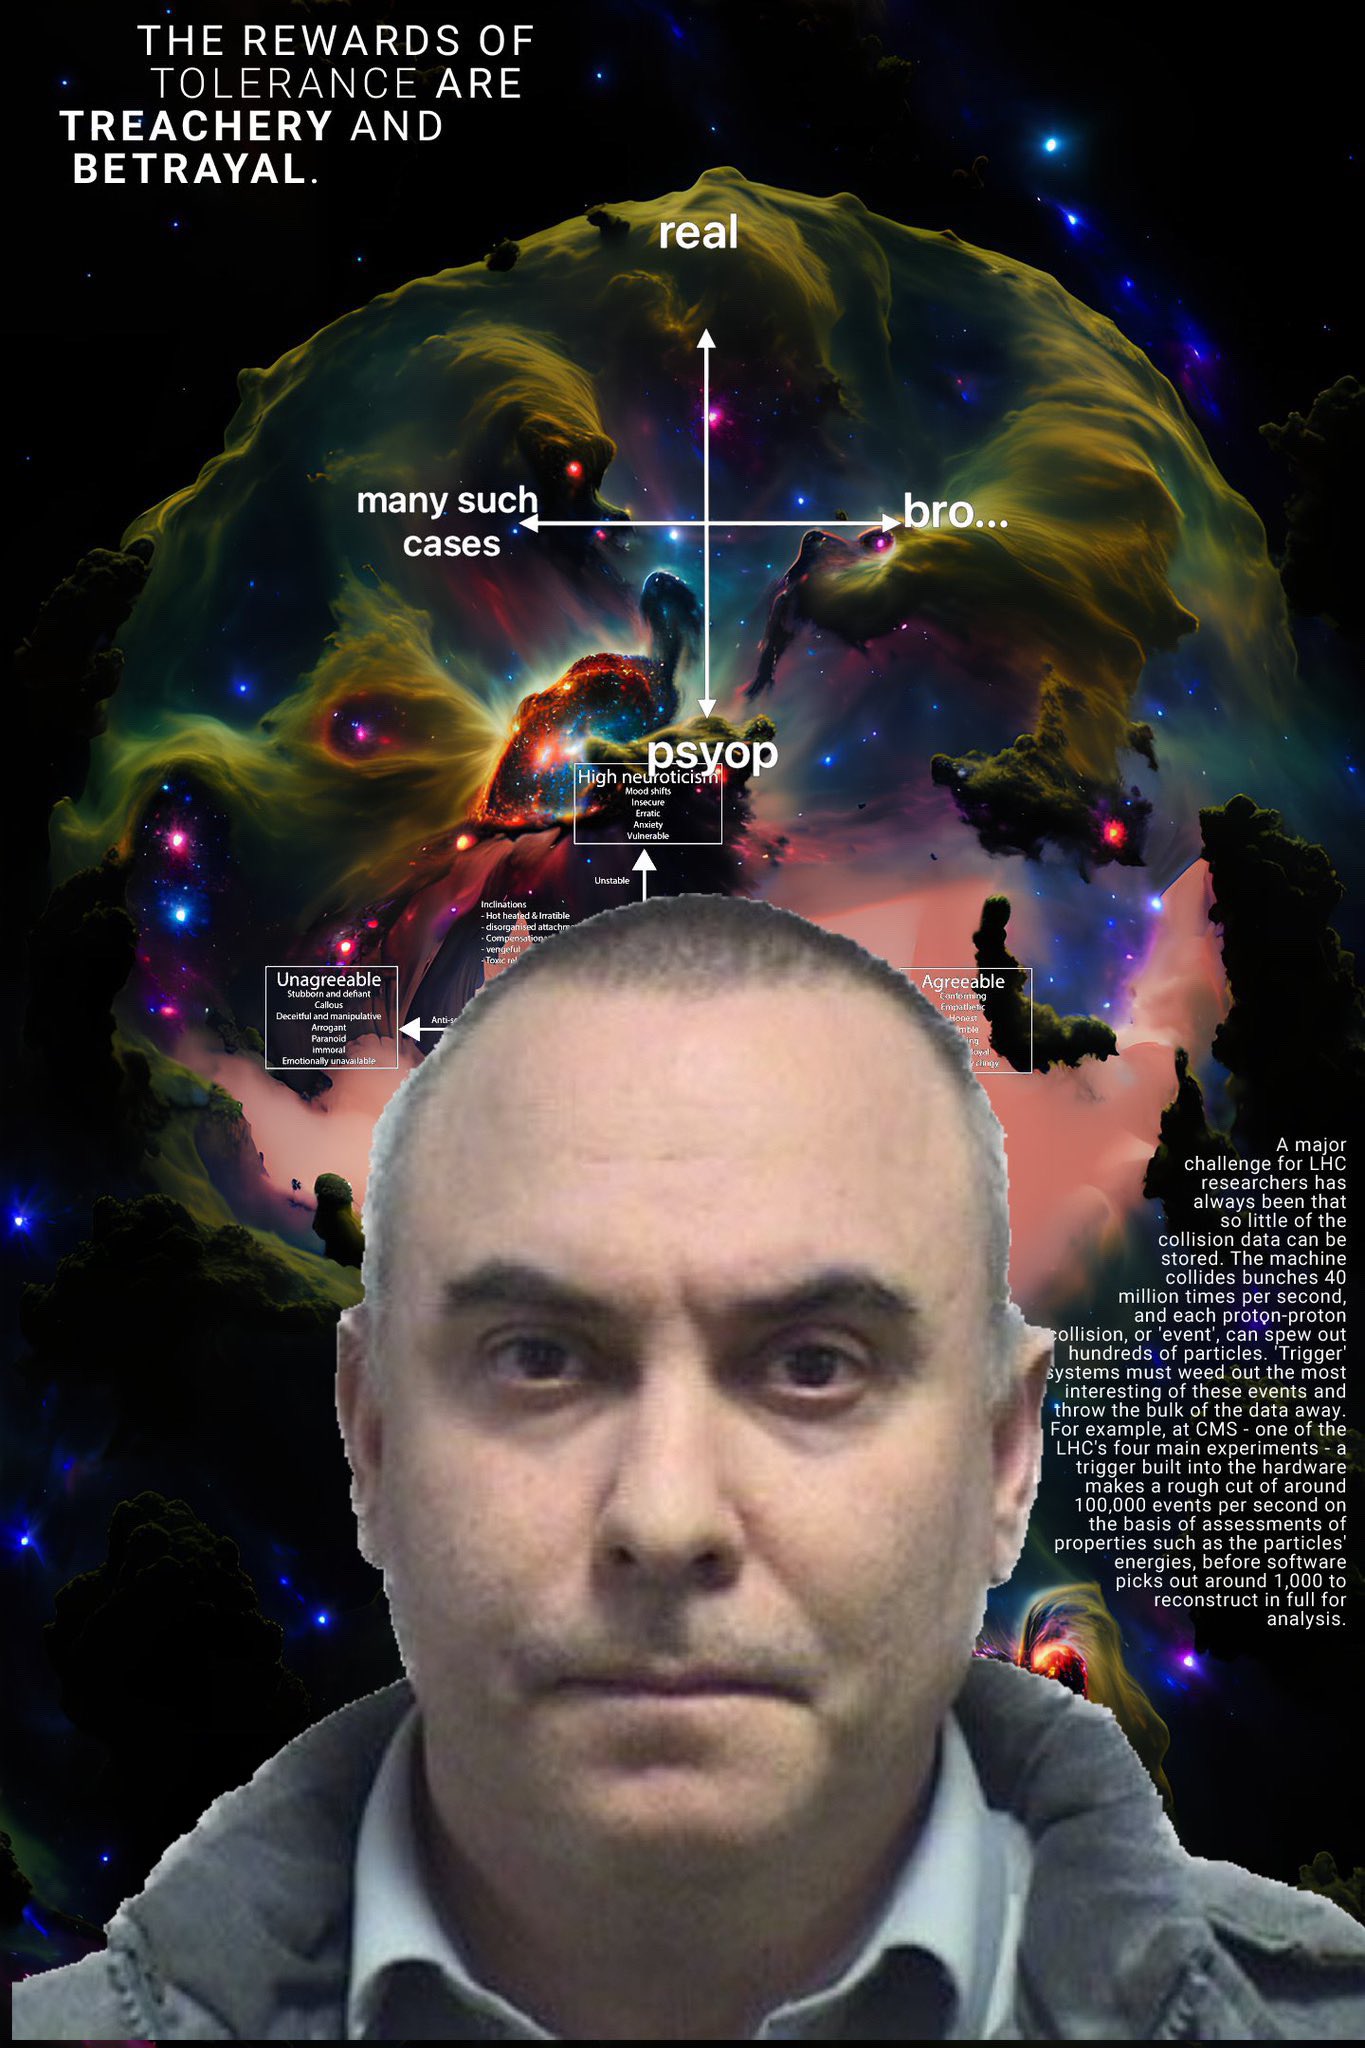 THE REWARDS OF
TOLERANCE ARE
TREACHERY AND
BETRAYAL.
real
many such
cases
bro...
psyop
High neuroticism
Mood shifts
Insecure
Erratic
Anxiety
Vulnerable
Unstable
Inclinations
- Hot heated & Irratible
- disorganised
- Compensation
- vengeful
- Toxic
Unagreeable
Stubborn and defiant
Callous
Deceitful and manipulative
Arrogant
Paranoid
immoral
Emotionally unavailable
Agreeable
Conforming
Empathetic
Honest
A major
challenge for LHC
researchers has
always been that
so little of the
collision data can be
stored. The machine
collides bunches 40
million times per second,
and each proton-proton
collision, or 'event', can spew out
hundreds of particles. 'Trigger'
systems must weed out the most
interesting of these events and
throw the bulk of the data away.
For example, at CMS - one of the
LHC's four main experiments - a
trigger built into the hardware
makes a rough cut of around
100,000 events per second on
the basis of assessments of
properties such as the particles'
energies, before software
picks out around 1,000 to
reconstruct in full for
analysis.